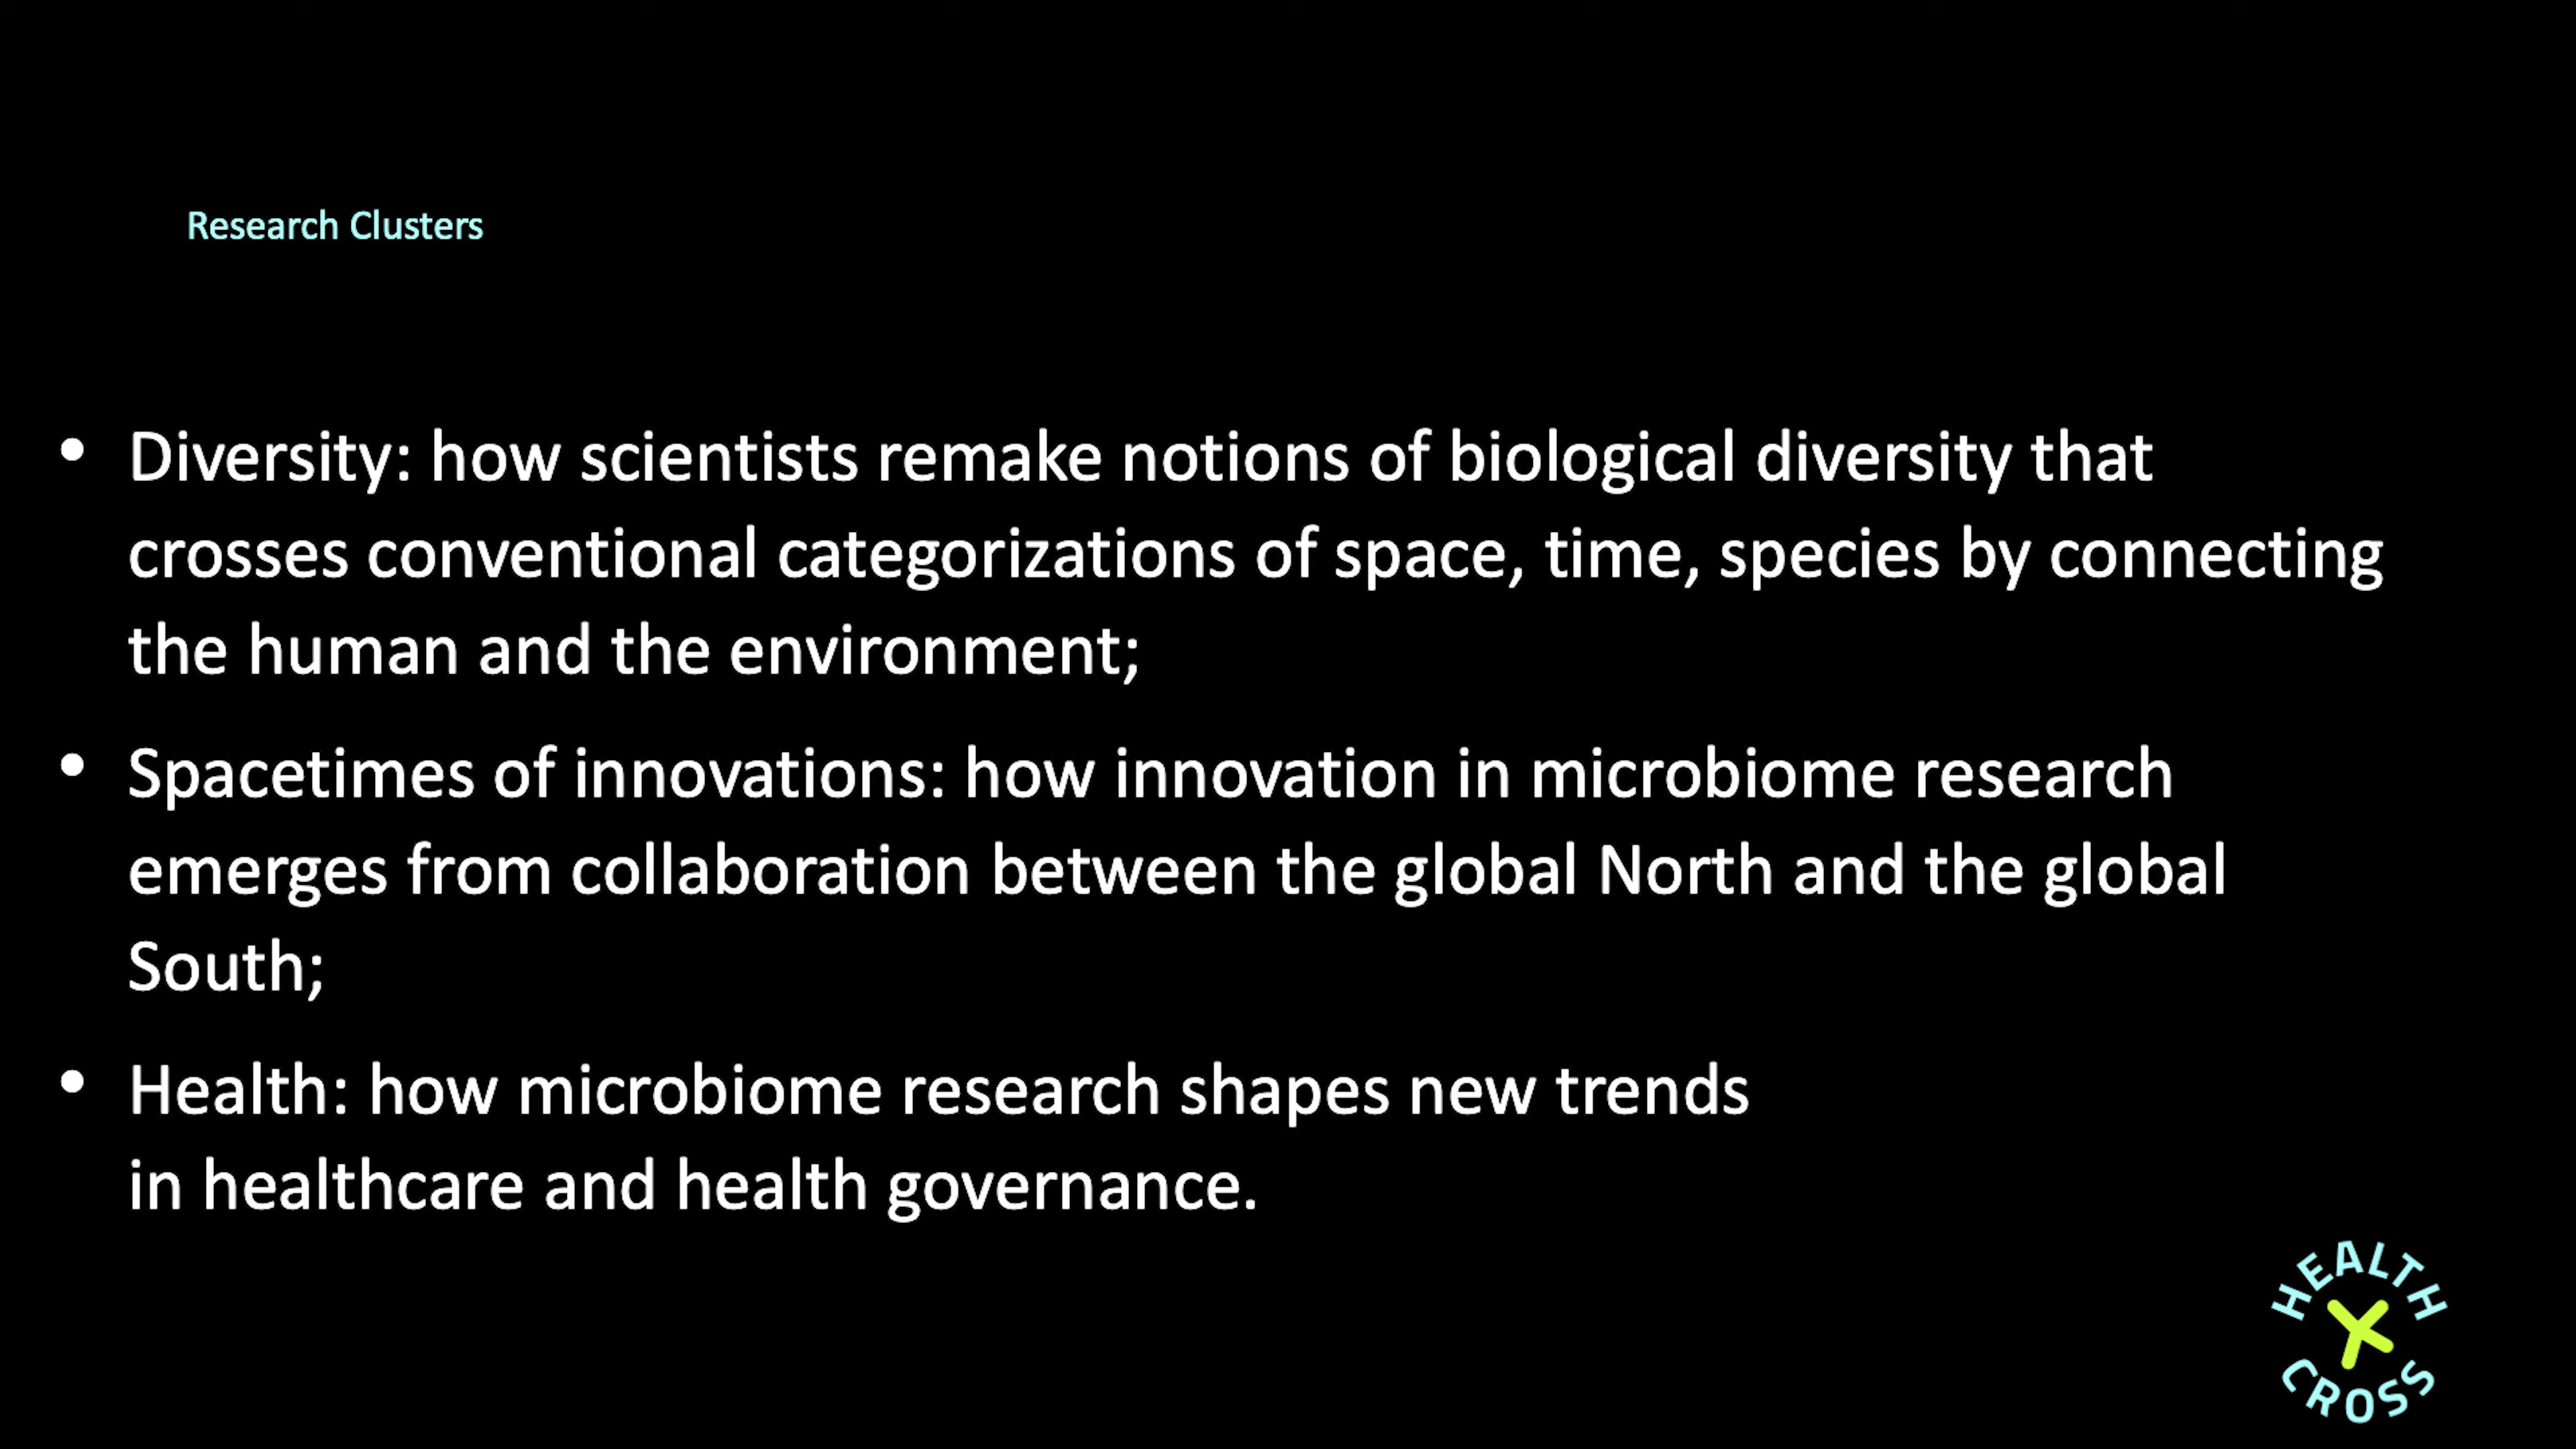 Research Clusters
• Diversity: how scientists remake notions of biological diversity that
crosses conventional categorizations of space, time, species by connecting
the human and the environment;
• Spacetimes of innovations: how innovation in microbiome research
emerges from collaboration between the global North and the global
South;
• Health: how microbiome research shapes new trends
in healthcare and health governance.
HEALTH
CROSS